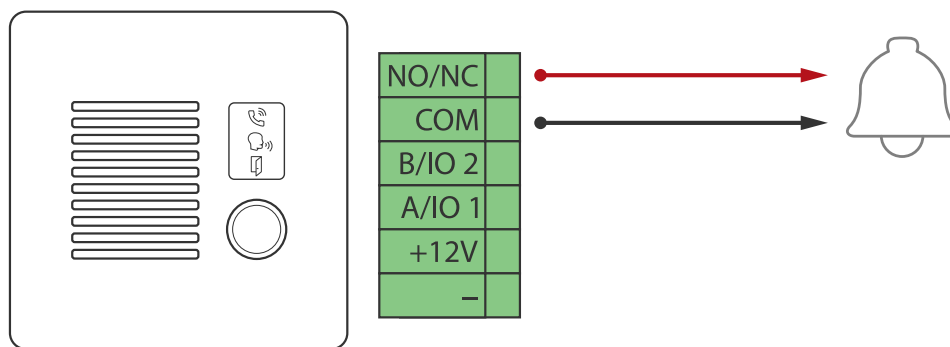 NO/NC
COM
B/IO 2
A/IO 1
+12V
–